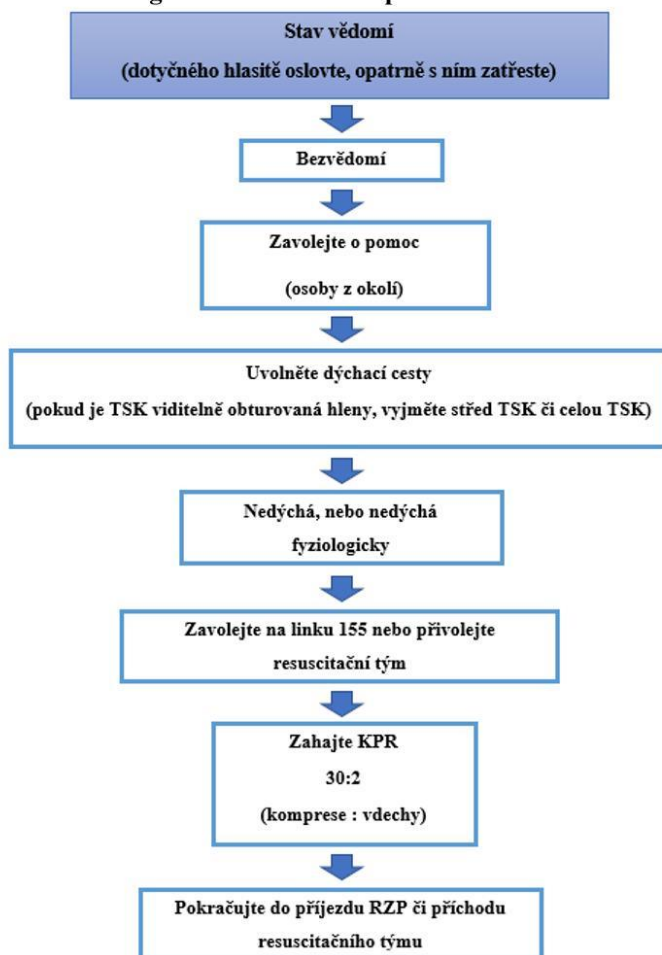 Stav vědomí
(dotyčného hlasitě oslovte, opatrně s ním zatřeste)
Bezvědomí
Zavolejte o pomoc
(osoby z okolí)
Uvolněte dýchací cesty
(pokud je TSK viditelně obturovaná hleny, vyjměte střed TSK či celou TSK)
Nedýchá, nebo nedýchá
fyziologicky
Zavolejte na linku 155 nebo přivolejte
resuscitační tým
Zahajte KPR
30:2
(komprese : vdechy)
Pokračujte do příjezdu RZP či příchodu
resuscitačního týmu